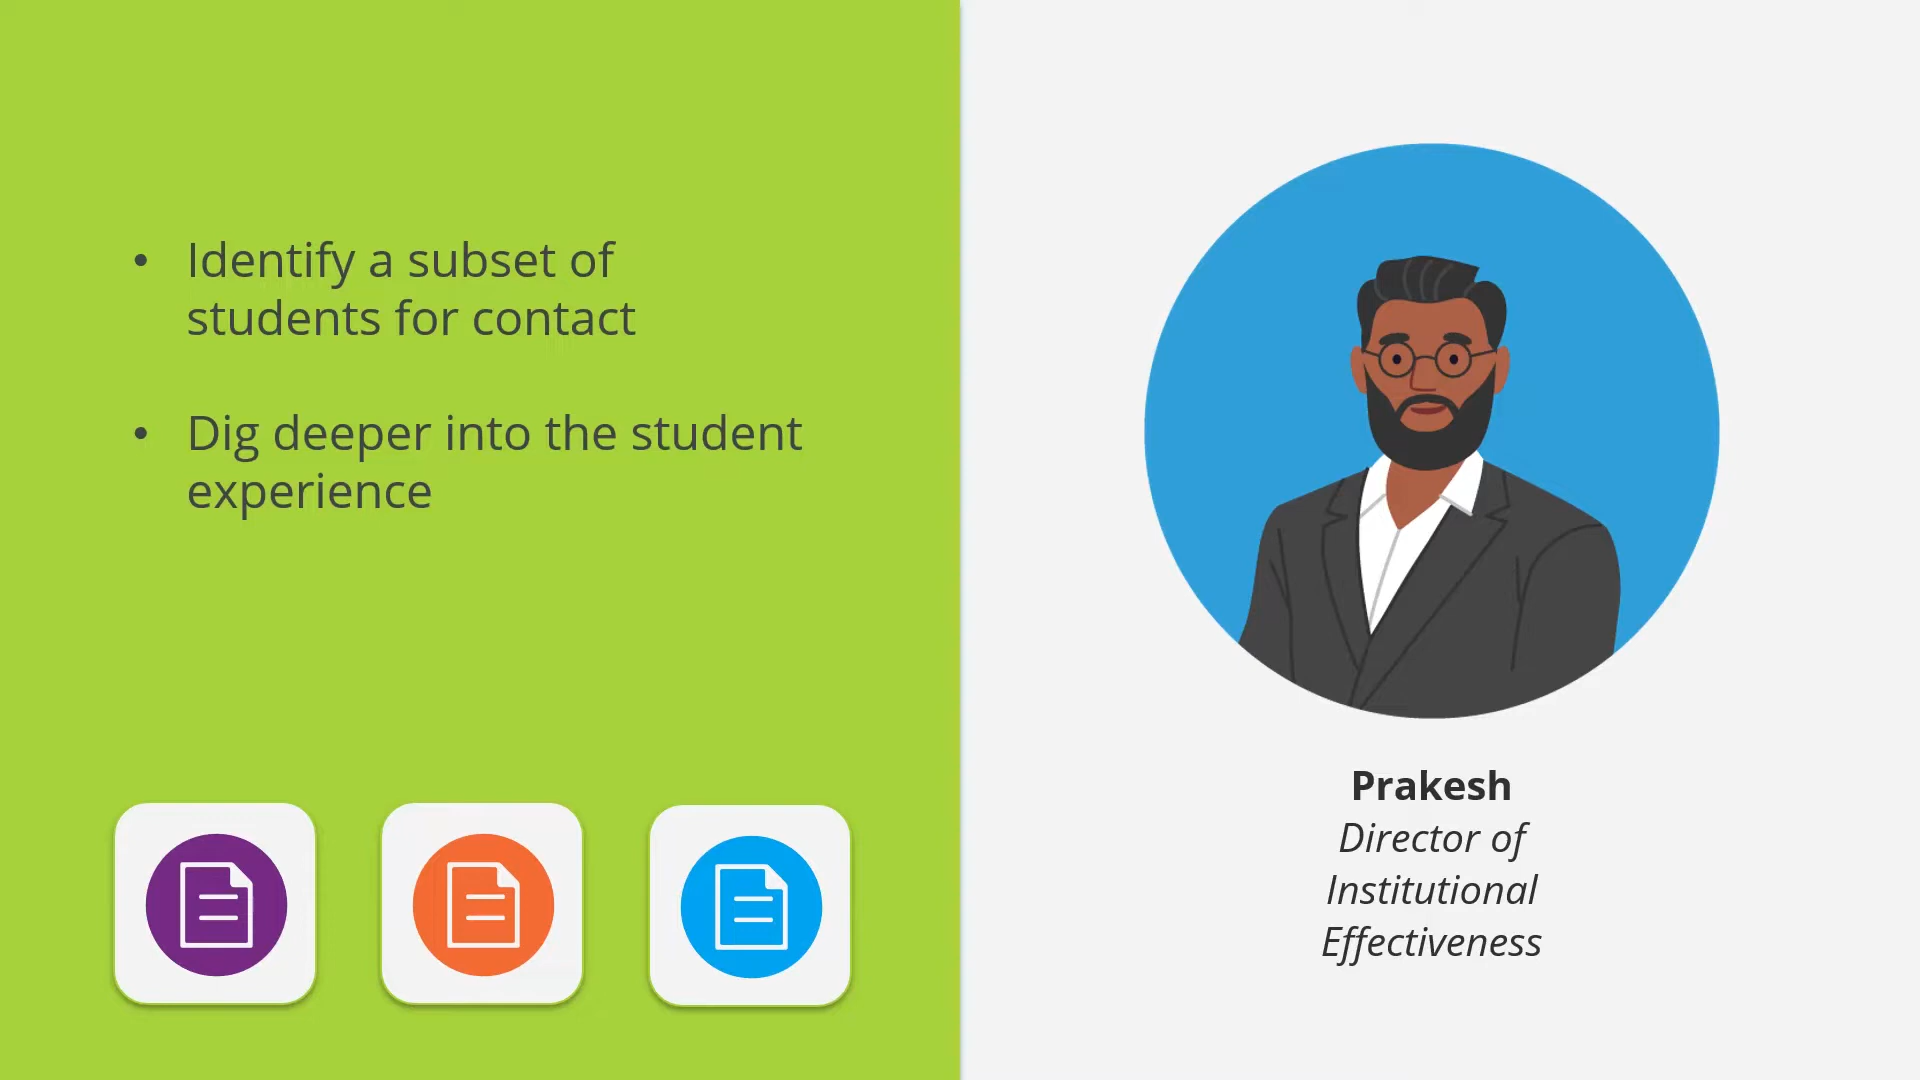 • Identify a subset of
students for contact
• Dig deeper into the student
experience
Prakesh
Director of
Institutional
Effectiveness